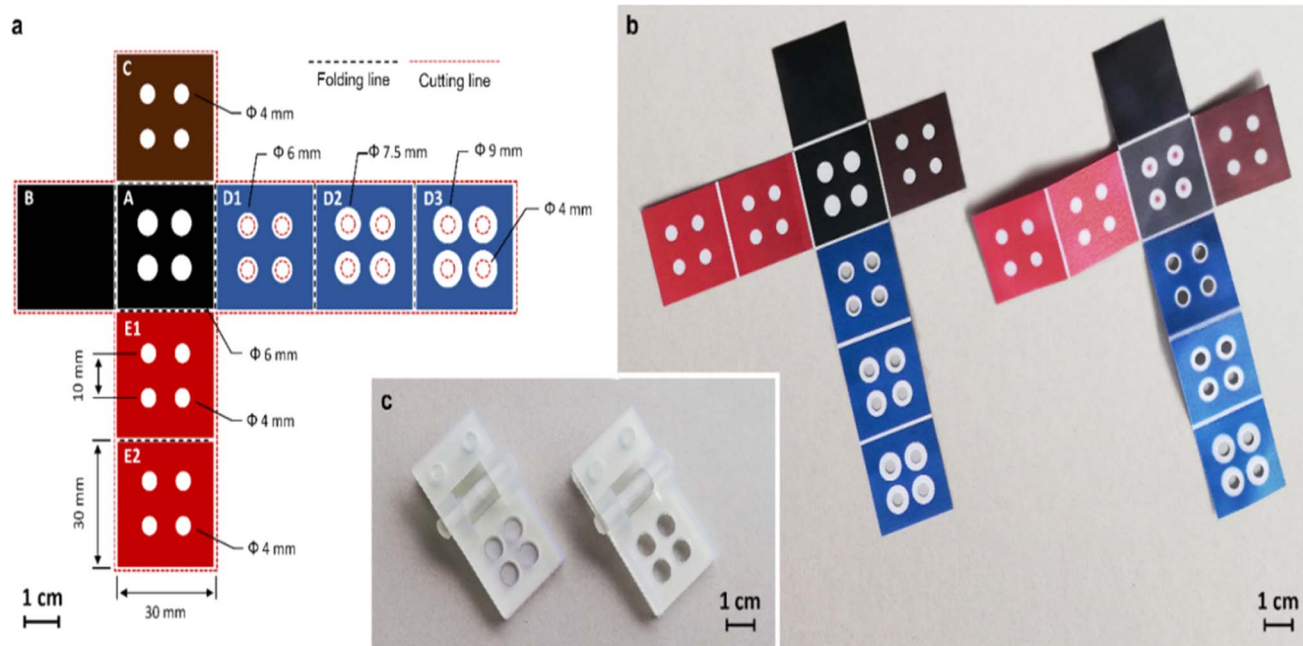 a
b
C
Folding line
Cutting line
Φ 4 mm
Φ 6 mm
Φ 7.5 mm
Φ 9 mm
B
A
D1
D2
D3
Φ 4 mm
E1
Φ 6 mm
10 mm
Φ 4 mm
E2
30 mm
Φ 4 mm
1 cm
30 mm
c
1 cm
1 cm